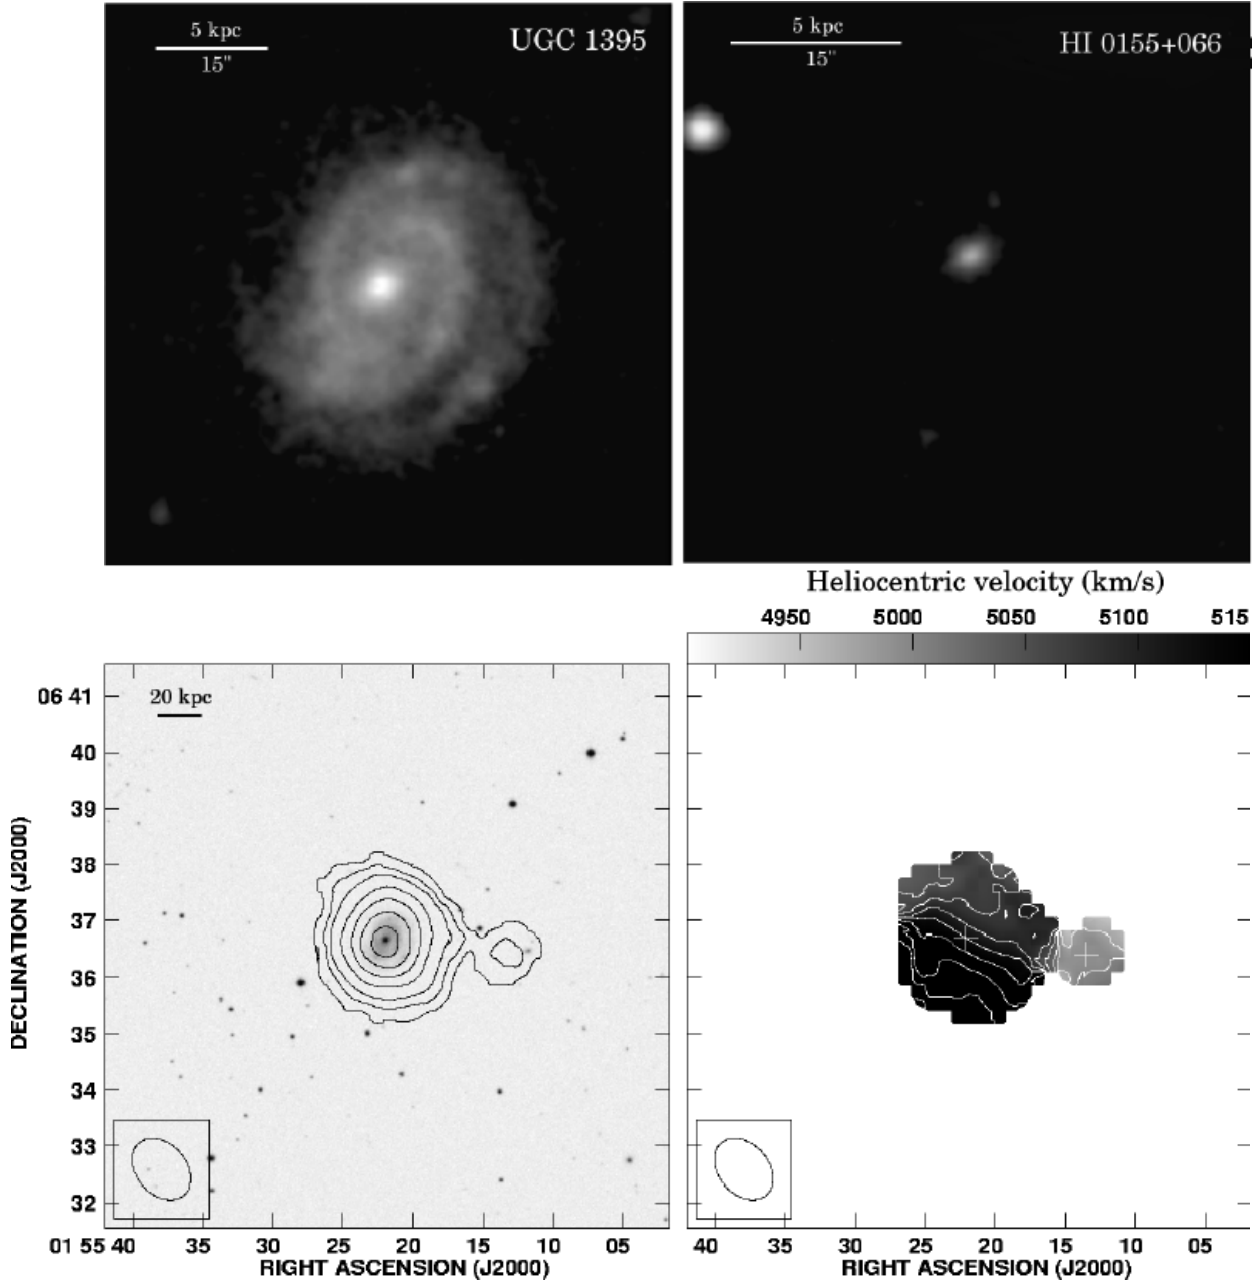 5 kpc
15"
UGC 1395
5 kpc
15"
HI 0155+066
Heliocentric velocity (km/s)
4950 5000 5050 5100 515
20 kpc
06 41
40
39
38
37
36
35
34
33
32
DECLINATION (J2000)
01 55 40 35 30 25 20 15 10 05
RIGHT ASCENSION (J2000)
40 35 30 25 20 15 10 05
RIGHT ASCENSION (J2000)